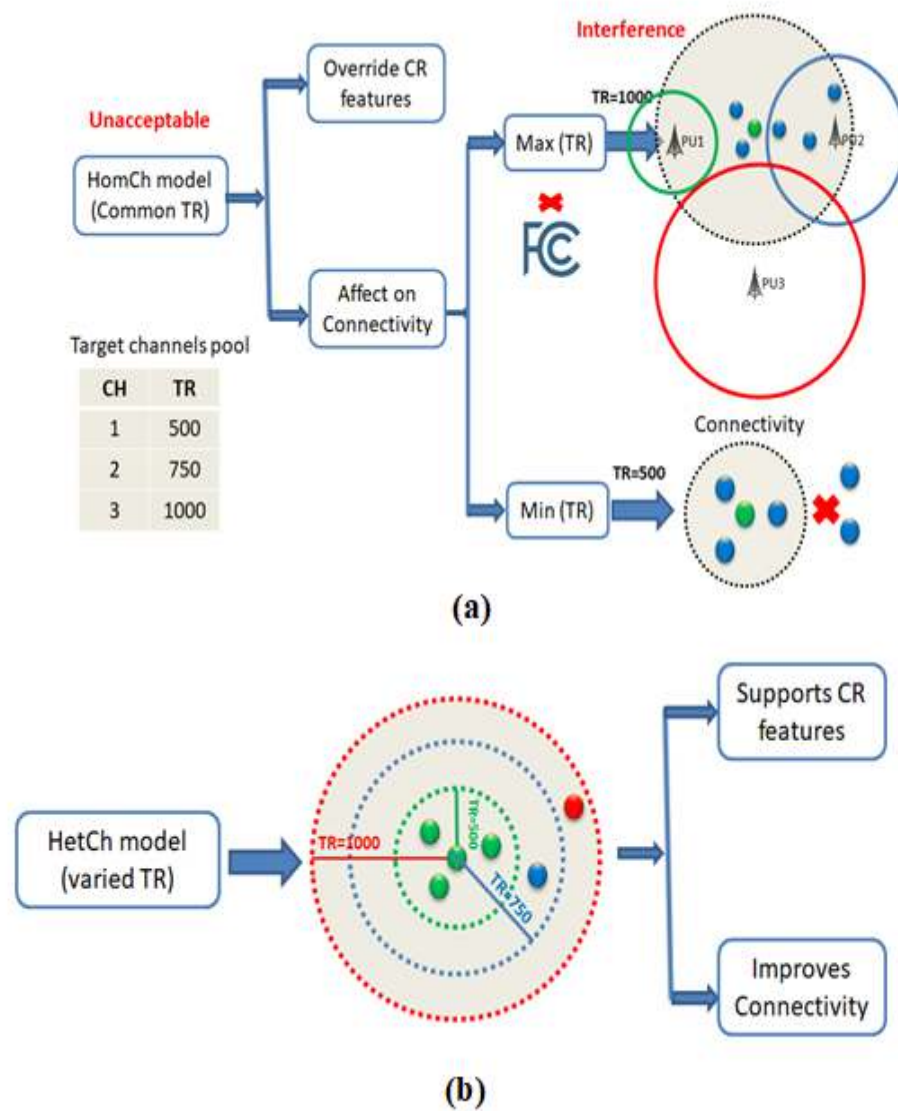 Interference
Override CR
features
Unacceptable
TR=1000
HomCh model
(Common TR)
Max (TR)
PU1
PU2
FCC
PU3
Affect on
Connectivity
Target channels pool
CH TR
1 500
2 750
3 1000
Connectivity
TR=500
Min (TR)
(a)
Supports CR
features
HetCh model
(varied TR)
TR=1000
TR=500
TR=750
Improves
Connectivity
(b)